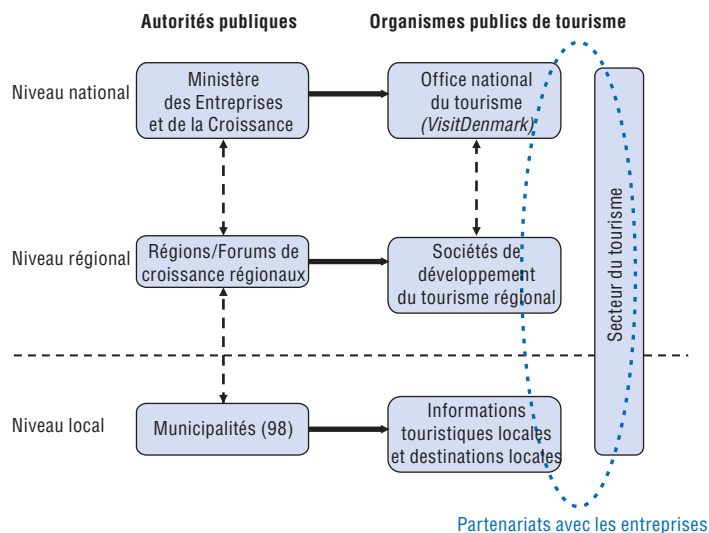 Autorités publiques
Organismes publics de tourisme
Niveau national
Ministère
des Entreprises
et de la Croissance
Office national
du tourisme
(VisitDenmark)
Niveau régional
Régions/Forums de
croissance régionaux
Sociétés de
développement
du tourisme régional
Secteur du tourisme
Niveau local
Municipalités (98)
Informations
touristiques locales
et destinations locales
Partenariats avec les entreprises